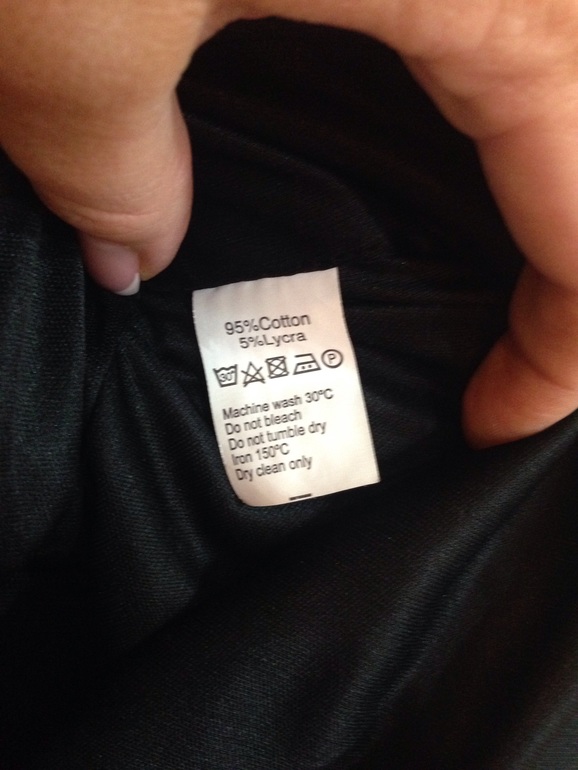 95%Cotton
5%Lycra
30° P
Machine wash 30°C
Do not bleach
Do not tumble dry
Iron 150°C
Dry clean only